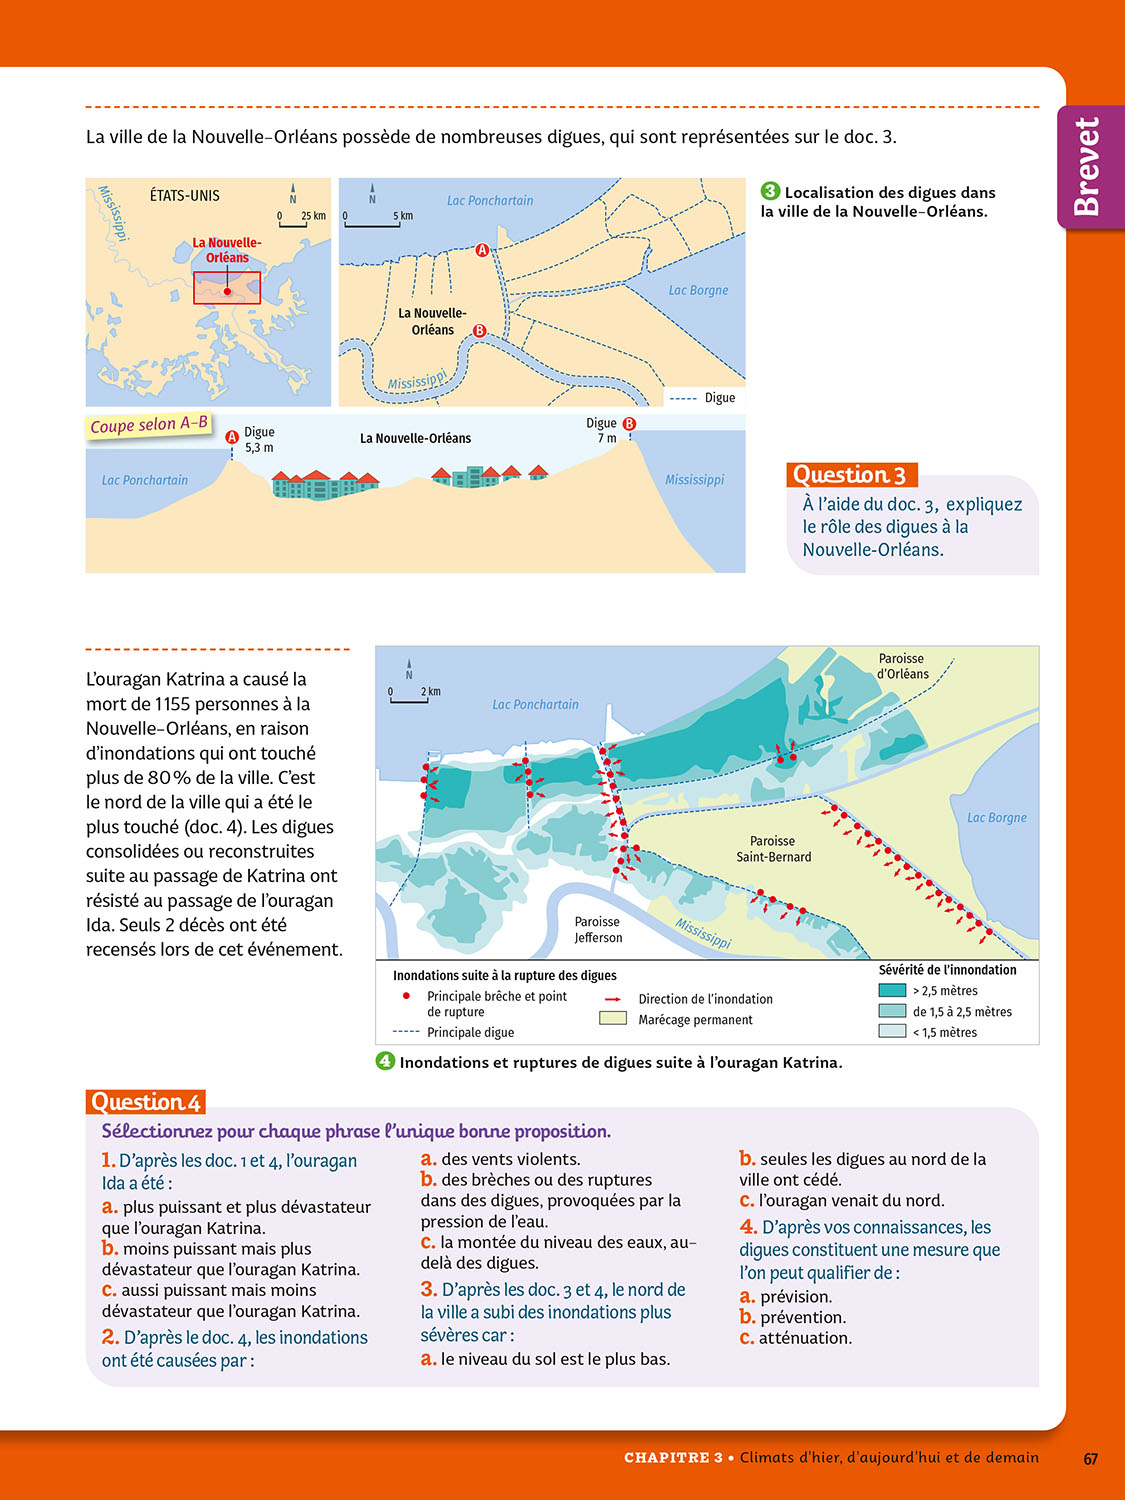 Brevet
La ville de la Nouvelle-Orléans possède de nombreuses digues, qui sont représentées sur le doc. 3.
ÉTATS-UNIS
Mississippi
N
0 25 km
La Nouvelle-
Orléans
N
0 5 km
Lac Ponchartain
A
Lac Borgne
La Nouvelle-
Orléans
B
Mississippi
Digue
3 Localisation des digues dans
la ville de la Nouvelle-Orléans.
Coupe selon A-B
A
Digue
5,3 m
La Nouvelle-Orléans
Digue
7 m
B
Lac Ponchartain
Mississippi
Question 3
À l'aide du doc. 3, expliquez
le rôle des digues à la
Nouvelle-Orléans.
L'ouragan Katrina a causé la
mort de 1 155 personnes à la
Nouvelle-Orléans, en raison
d'inondations qui ont touché
plus de 80 % de la ville. C'est
le nord de la ville qui a été le
plus touché (doc. 4). Les digues
consolidées ou reconstruites
suite au passage de Katrina ont
résisté au passage de l'ouragan
Ida. Seuls 2 décès ont été
recensés lors de cet événement.
N
0 2 km
Lac Ponchartain
Paroisse
d'Orléans
Lac Borgne
Paroisse
Saint-Bernard
Paroisse
Jefferson
Mississippi
Inondations suite à la rupture des digues
Principale brêche et point
de rupture
Principale digue
Direction de l'inondation
Marécage permanent
Sévérité de l'innondation
> 2,5 mètres
de 1,5 à 2,5 mètres
< 1,5 mètres
4 Inondations et ruptures de digues suite à l'ouragan Katrina.
Question 4
Sélectionnez pour chaque phrase l'unique bonne proposition.
1. D'après les doc. 1 et 4, l'ouragan
Ida a été :
a. plus puissant et plus dévastateur
que l'ouragan Katrina.
b. moins puissant mais plus
dévastateur que l'ouragan Katrina.
c. aussi puissant mais moins
dévastateur que l'ouragan Katrina.
2. D'après le doc. 4, les inondations
ont été causées par :
a. des vents violents.
b. des brèches ou des ruptures
dans des digues, provoquées par la
pression de l'eau.
c. la montée du niveau des eaux, au-
delà des digues.
3. D'après les doc. 3 et 4, le nord de
la ville a subi des inondations plus
sévères car :
a. le niveau du sol est le plus bas.
b. seules les digues au nord de la
ville ont cédé.
c. l'ouragan venait du nord.
4. D'après vos connaissances, les
digues constituent une mesure que
l'on peut qualifier de :
a. prévision.
b. prévention.
c. atténuation.
CHAPITRE 3 • Climats d'hier, d'aujourd'hui et de demain 67